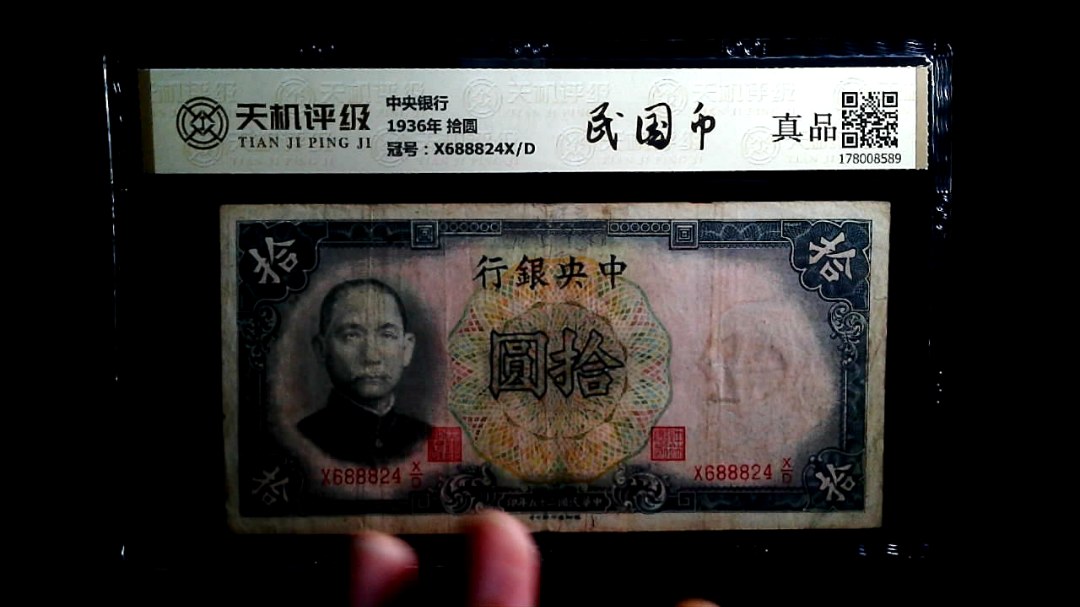 天机评级
TIAN JI PING JI
中央银行
1936年 拾圆
冠号：X688824X/D
民国币
真品
178008589
拾
拾
行銀央中
圓拾
X688824 X/D
X688824 X/D
拾
拾